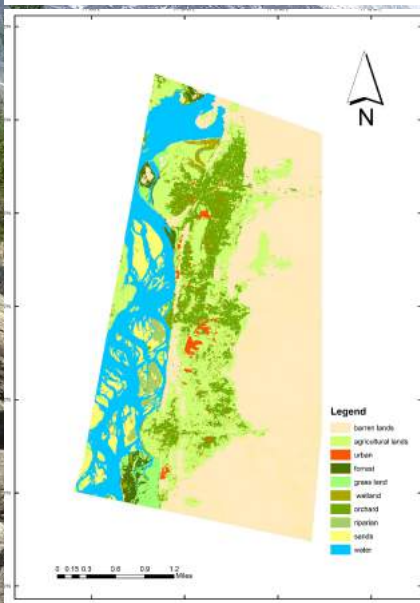 N
Legend
barren lands
agricultural lands
urban
forrest
grass land
wetland
orchard
riparian
sands
water
0 0.15 0.3 0.6 0.9 1.2
Miles